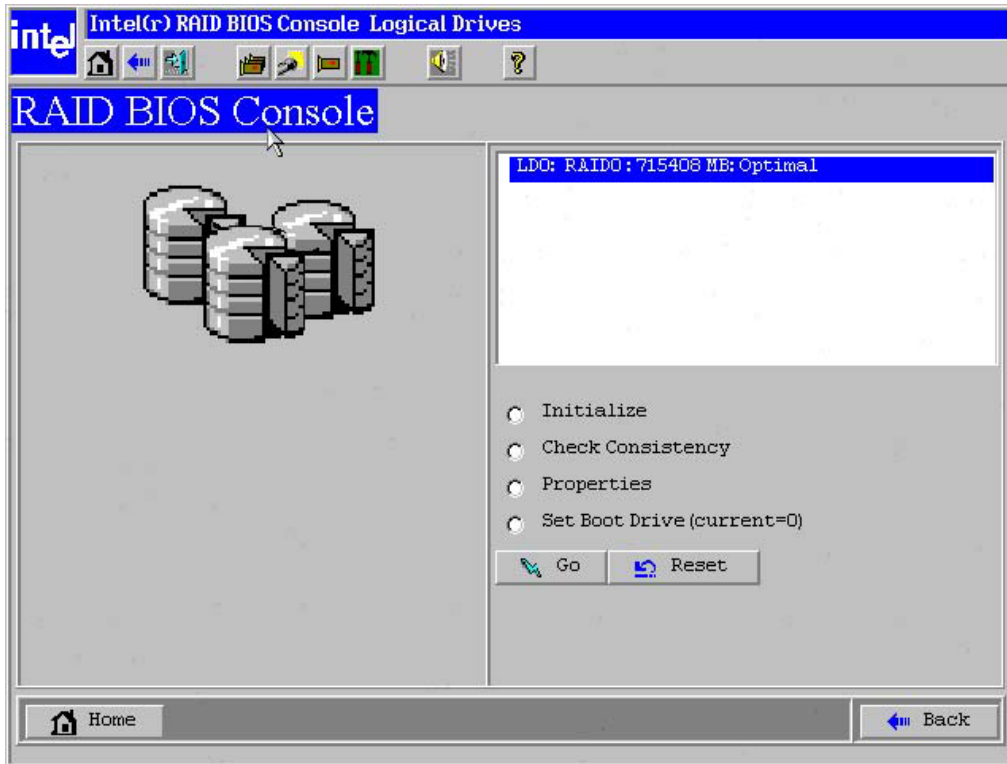 intel
Intel(r) RAID BIOS Console Logical Drives
RAID BIOS Console
LD0: RAID0: 715408 MB: Optimal
Initialize
Check Consistency
Properties
Set Boot Drive (current=0)
Go
Reset
Home
Back